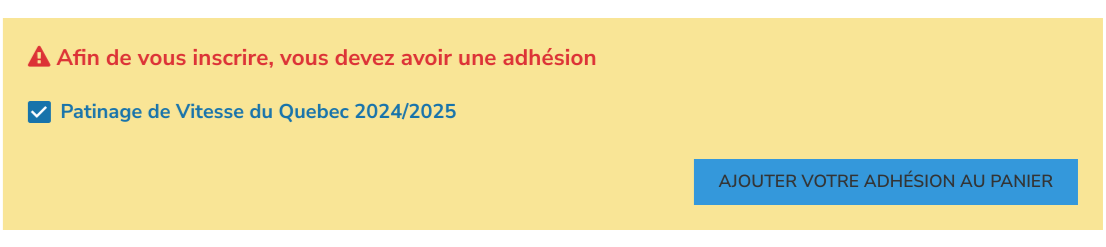 Afin de vous inscrire, vous devez avoir une adhésion
Patinage de Vitesse du Quebec 2024/2025
AJOUTER VOTRE ADHÉSION AU PANIER